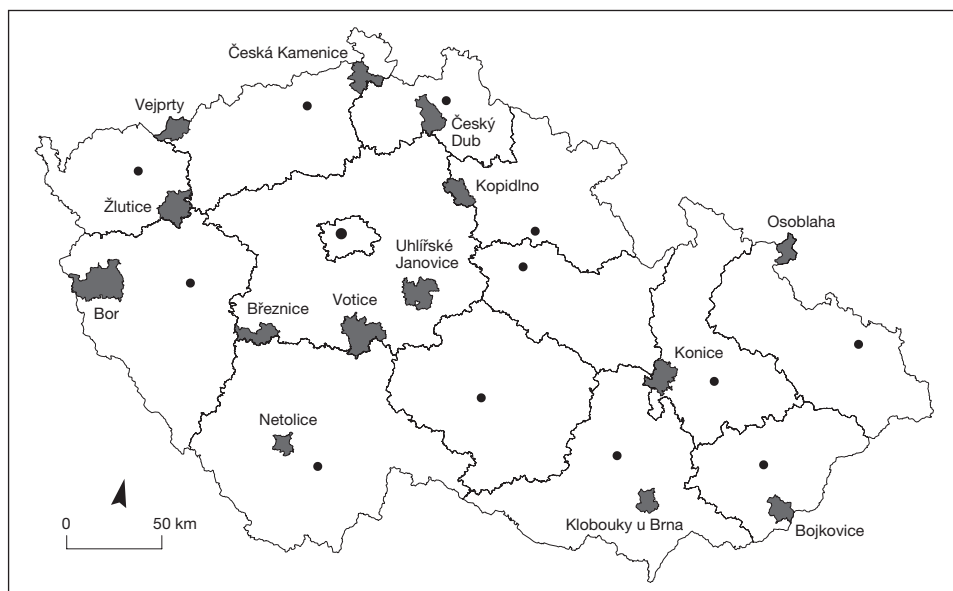 Česká Kamenice
Vejprty
Český
Dub
Žlutice
Kopidlno
Osoblaha
Uhlířské
Janovice
Bor
Březnice
Votice
Konice
Netolice
0
50 km
Klobouky u Brna
Bojkovice